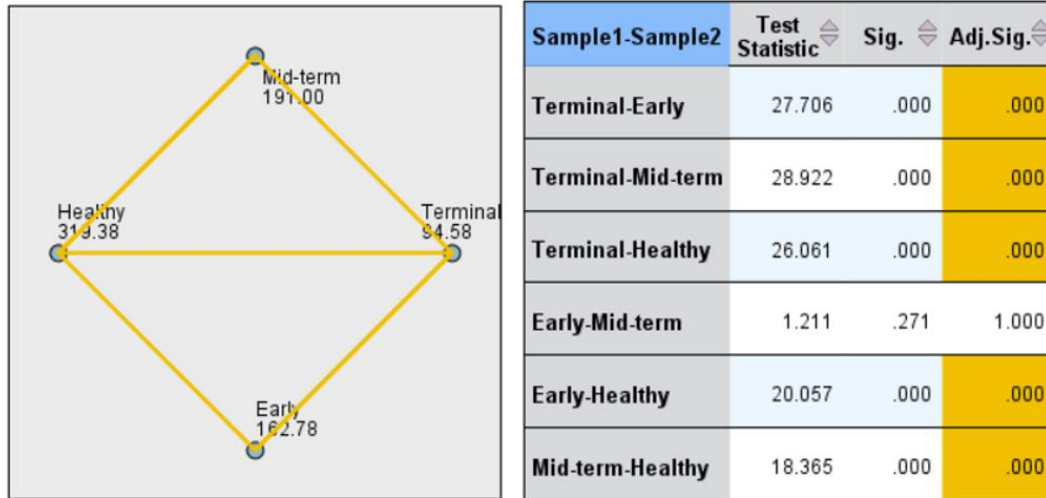 Mid-term
191.00
Healthy
319.38
Terminal
94.58
Early
162.78
Sample1-Sample2 Test Statistic Sig. Adj.Sig.
Terminal-Early 27.706 .000 .000
Terminal-Mid-term 28.922 .000 .000
Terminal-Healthy 26.061 .000 .000
Early-Mid-term 1.211 .271 1.000
Early-Healthy 20.057 .000 .000
Mid-term-Healthy 18.365 .000 .000